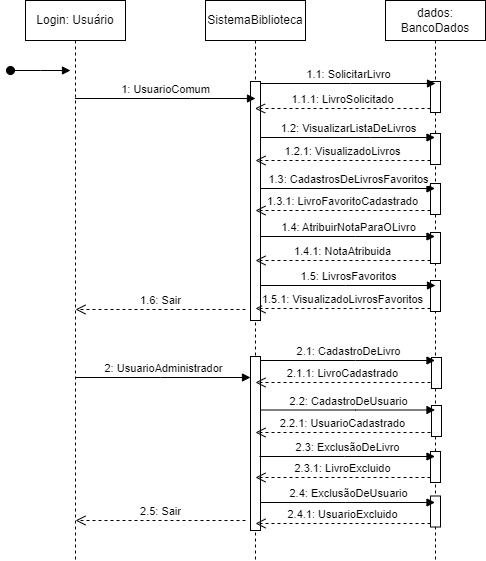 Login: Usuário
SistemaBiblioteca
dados:
BancoDados
1.1: SolicitarLivro
1: UsuarioComum
1.1.1: LivroSolicitado
1.2: VisualizarListaDeLivros
1.2.1: VisualizadoLivros
1.3: CadastrosDeLivrosFavoritos
1.3.1: LivroFavoritoCadastrado
1.4: AtribuirNotaParaOLivro
1.4.1: NotaAtribuida
1.5: LivrosFavoritos
1.6: Sair
1.5.1: VisualizadoLivrosFavoritos
2.1: CadastroDeLivro
2: UsuarioAdministrador
2.1.1: LivroCadastrado
2.2: CadastroDeUsuario
2.2.1: UsuarioCadastrado
2.3: ExclusãoDeLivro
2.3.1: LivroExcluido
2.4: ExclusãoDeUsuario
2.5: Sair
2.4.1: UsuarioExcluido